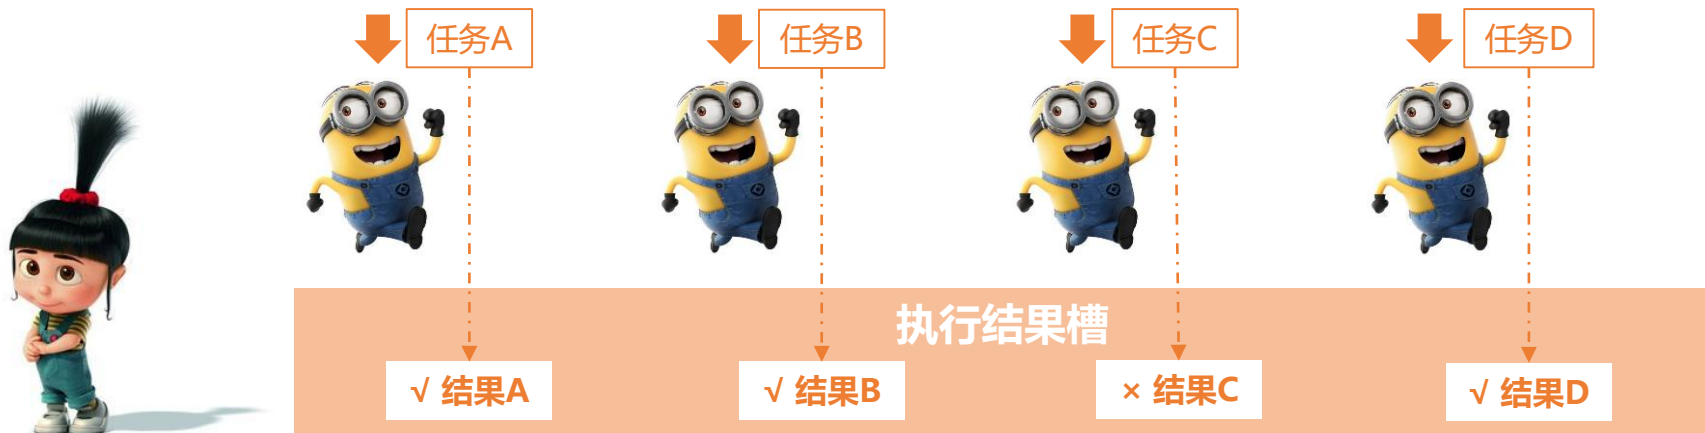 任务A
任务B
任务C
任务D
执行结果槽
√ 结果A
√ 结果B
× 结果C
√ 结果D